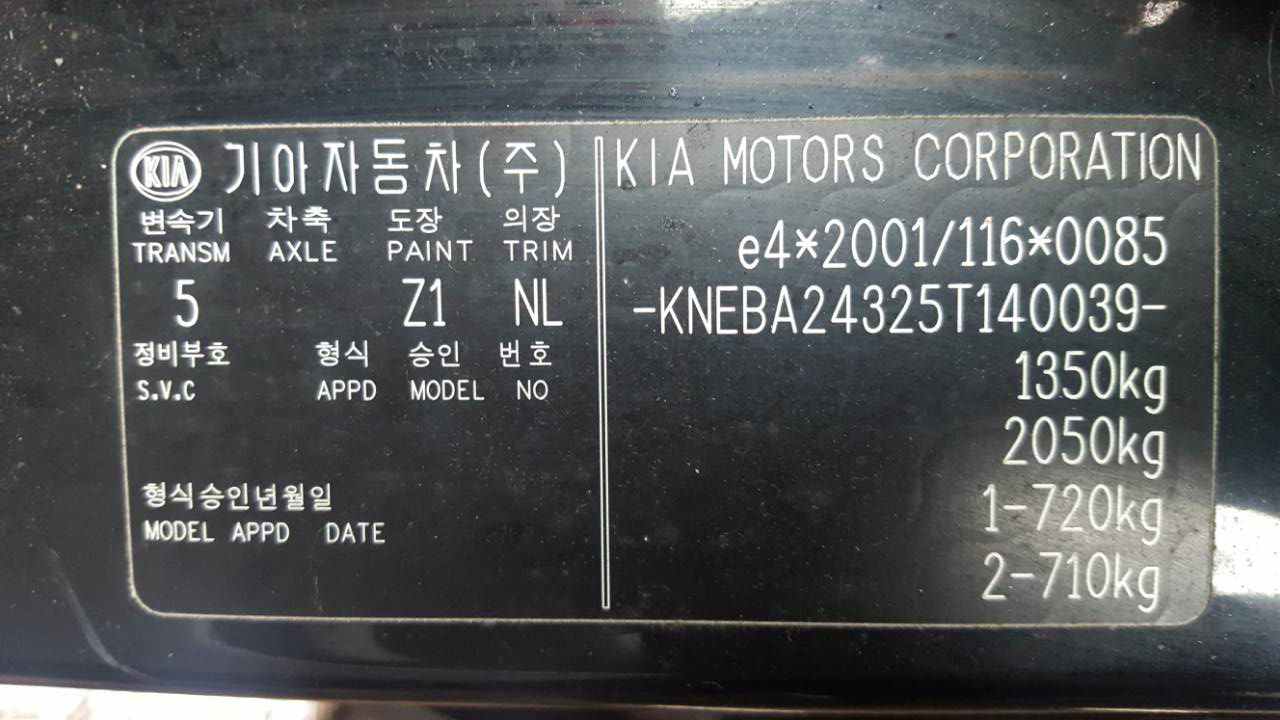 KIA 기아자동차(주)
변속기 차축 도장 의장
TRANSM AXLE PAINT TRIM
5 Z1 NL
정비부호 형식 승인 번호
S.V.C APPD MODEL NO
형식승인년월일
MODEL APPD DATE
KIA MOTORS CORPORATION
e4*2001/116*0085
-KNEBA24325T140039-
1350kg
2050kg
1-720kg
2-710kg